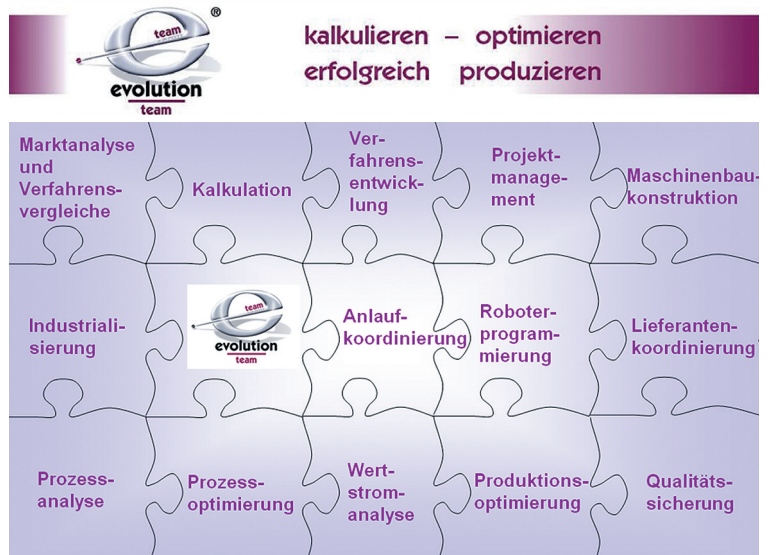 team
®
evolution
team
kalkulieren – optimieren
erfolgreich produzieren
Marktanalyse
und
Verfahrens-
vergleiche
Kalkulation
Ver-
fahrens-
entwick-
lung
Projekt-
manage-
ment
Maschinenbau-
konstruktion
Industriali-
sierung
team
evolution
team
Anlauf-
koordinierung
Roboter-
program-
mierung
Lieferanten-
koordinierung
Prozess-
analyse
Prozess-
optimierung
Wert-
strom-
analyse
Produktions-
optimierung
Qualitäts-
sicherung